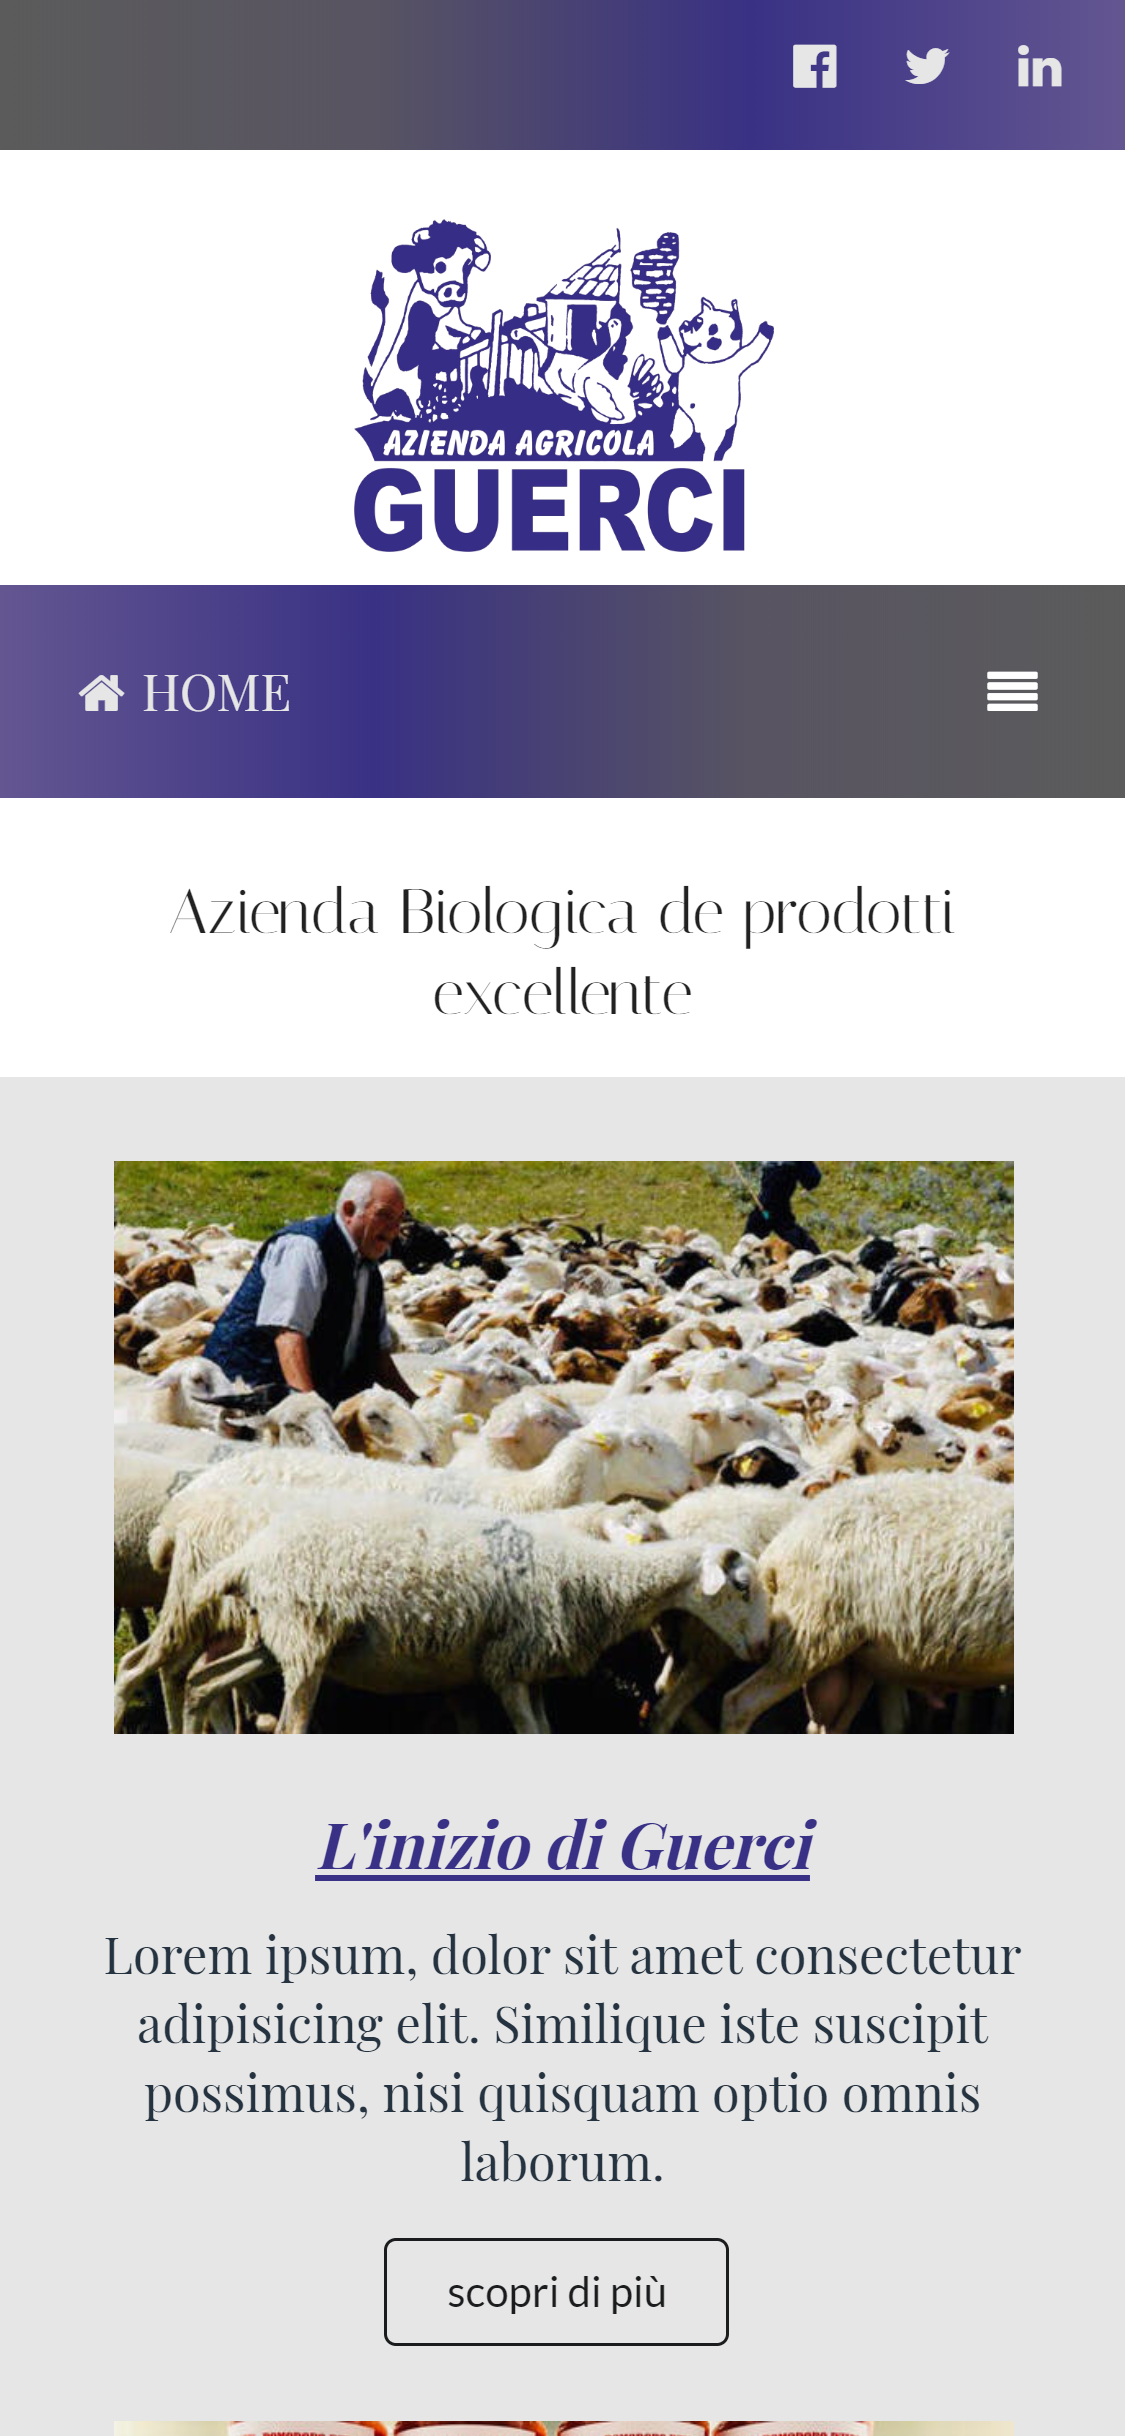 AZIENDA AGRICOLA
GUERCI
HOME
Azienda Biologica de prodotti
excellente
L'inizio di Guerci
Lorem ipsum, dolor sit amet consectetur
adipisicing elit. Similique iste suscipit
possimus, nisi quisquam optio omnis
laborum.
scopri di più